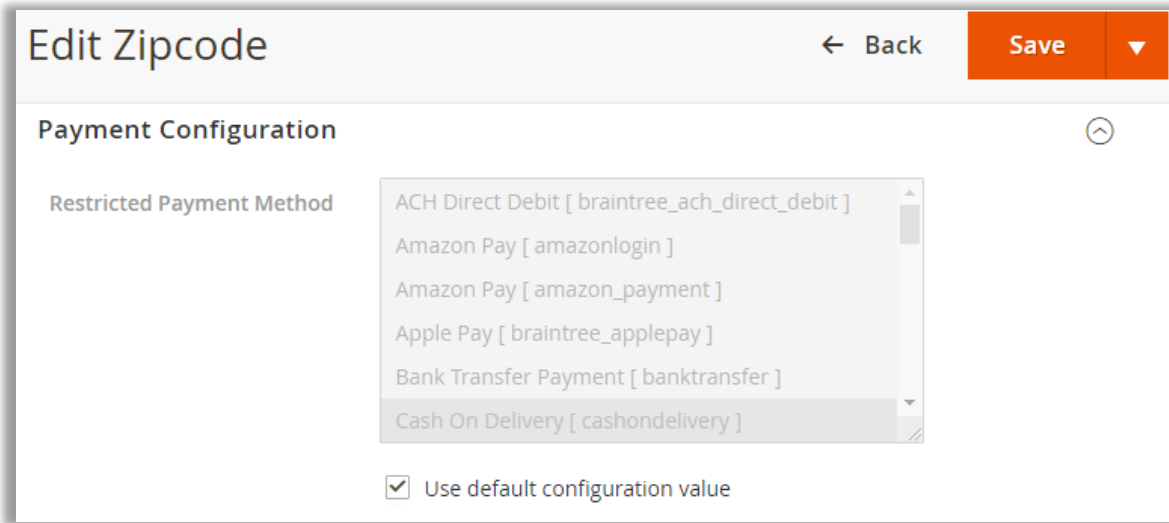 Edit Zipcode
← Back
Save
Payment Configuration
Restricted Payment Method
ACH Direct Debit [ braintree_ach_direct_debit ]
Amazon Pay [ amazonlogin ]
Amazon Pay [ amazon_payment ]
Apple Pay [ braintree_applepay ]
Bank Transfer Payment [ banktransfer ]
Cash On Delivery [ cashondelivery ]
Use default configuration value